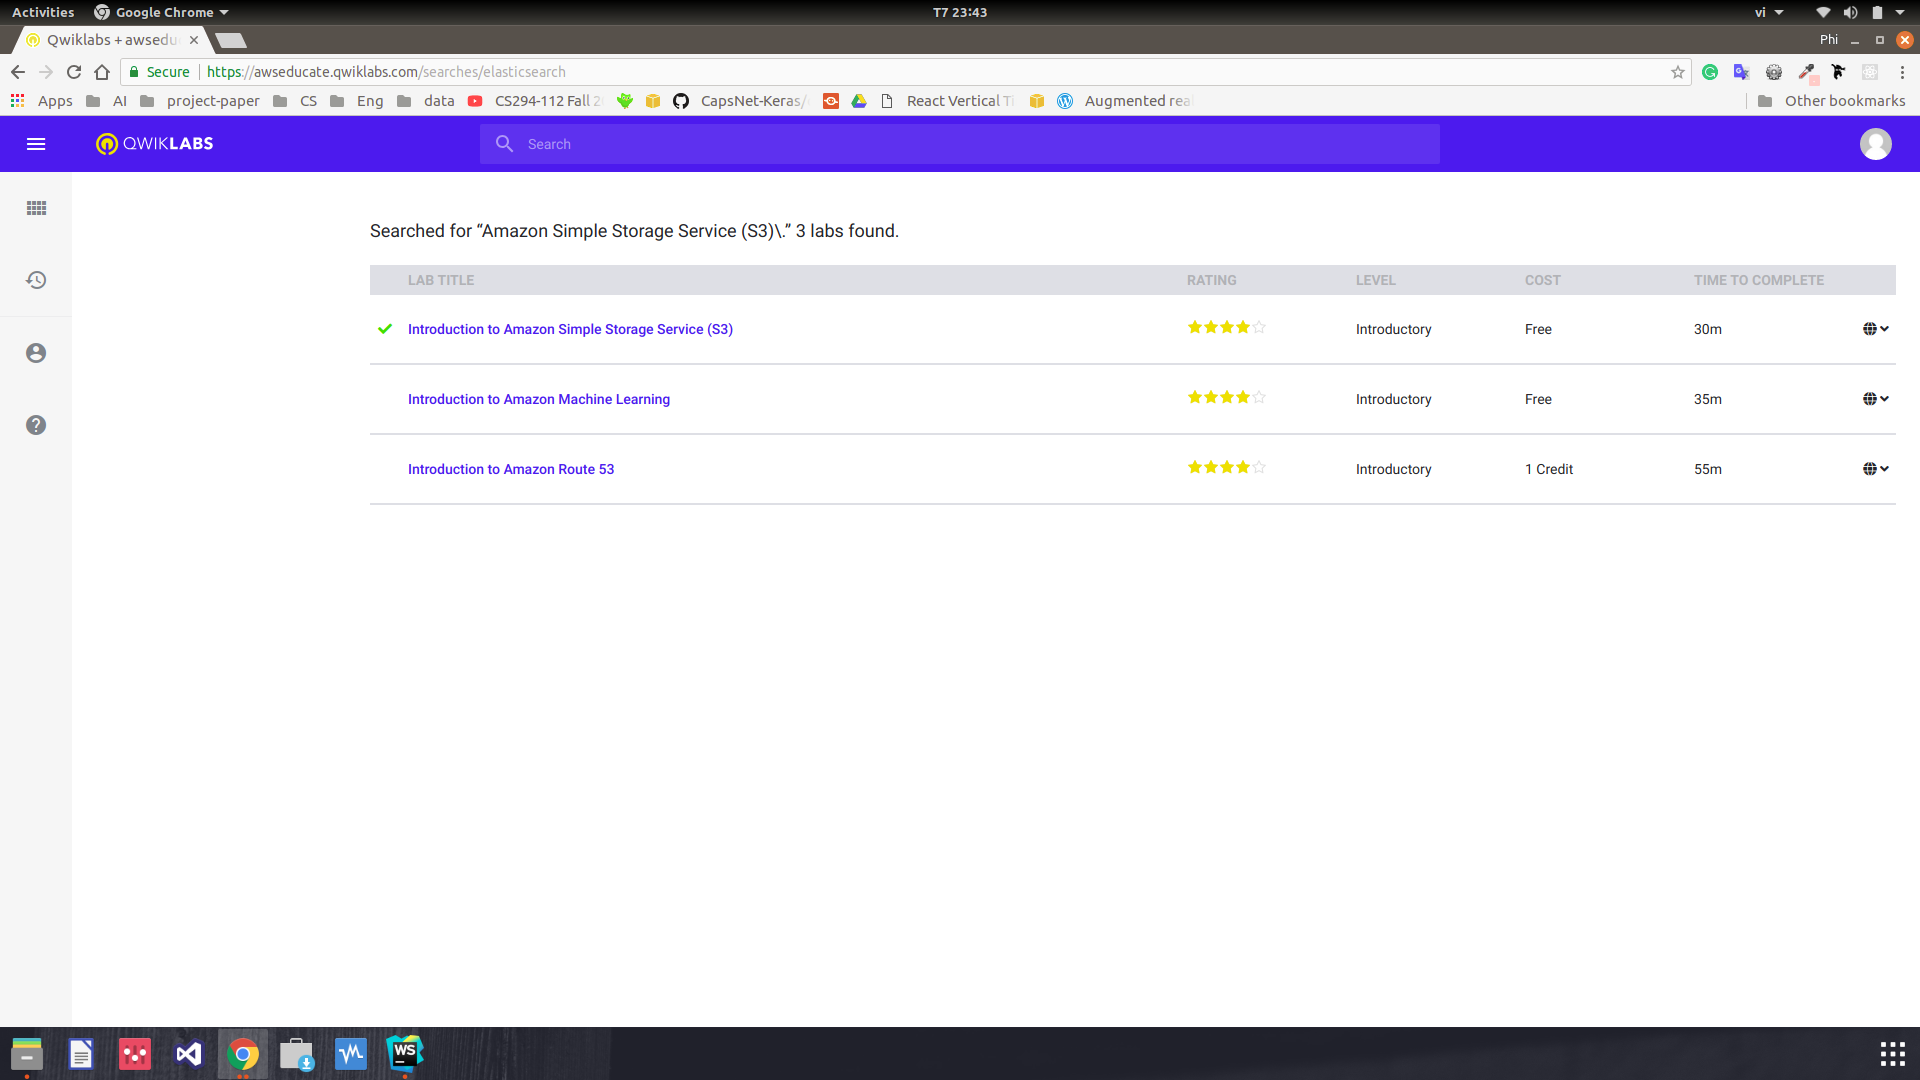 Activities Google Chrome T7 23:43 vi
Qwiklabs + awsedu Phi
Secure https://awseducate.qwiklabs.com/searches/elasticsearch
Apps AI project-paper CS Eng data CS294-112 Fall 2 CapsNet-Keras/ React Vertical Ti Augmented real Other bookmarks
QWIKLABS Search
Searched for “Amazon Simple Storage Service (S3)\.” 3 labs found.
LAB TITLE RATING LEVEL COST TIME TO COMPLETE
Introduction to Amazon Simple Storage Service (S3) Introductory Free 30m
Introduction to Amazon Machine Learning Introductory Free 35m
Introduction to Amazon Route 53 Introductory 1 Credit 55m
WS